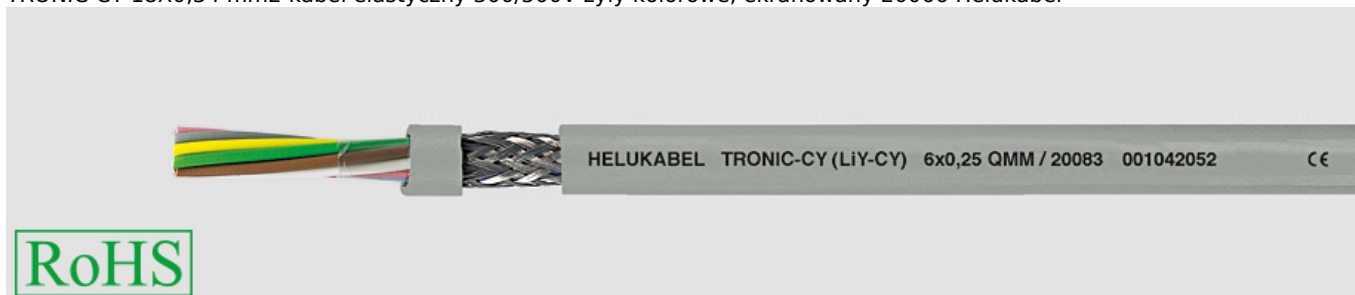 HELUKABEL TRONIC-CY (LiY-CY) 6x0,25 QMM / 20083 001042052 CE
RoHS